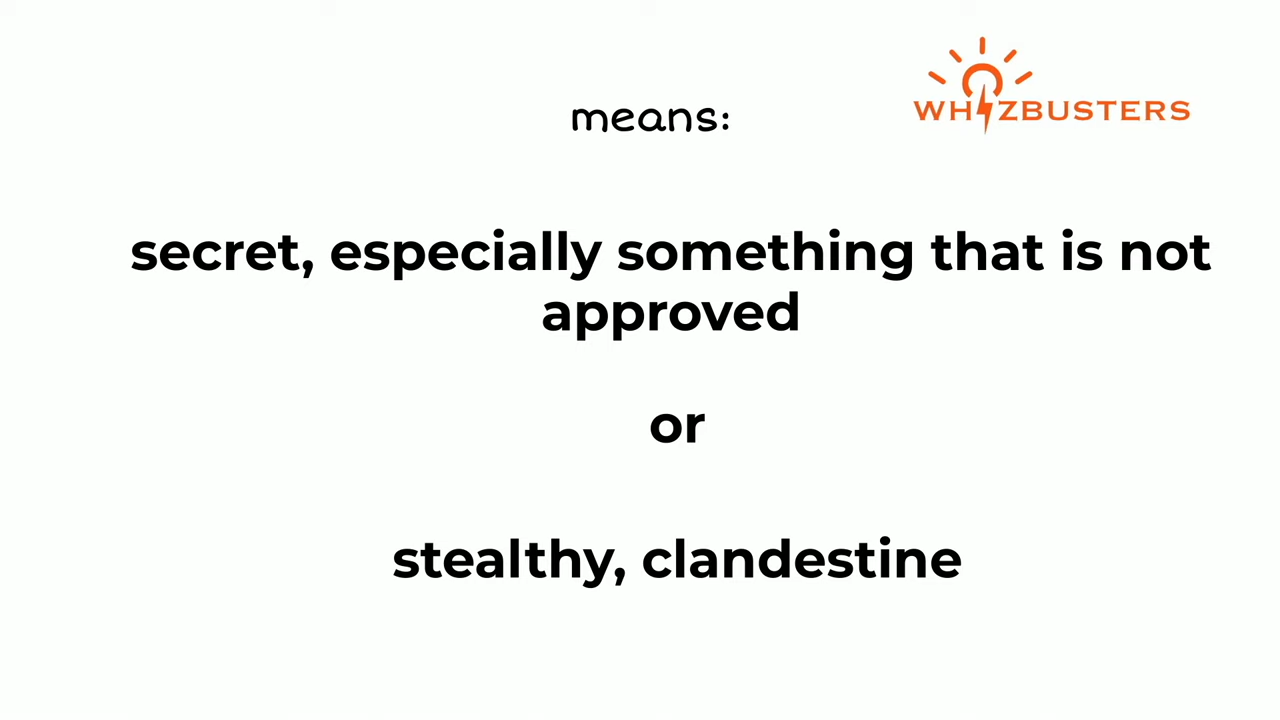 WHIZBUSTERS
means:
secret, especially something that is not
approved
or
stealthy, clandestine